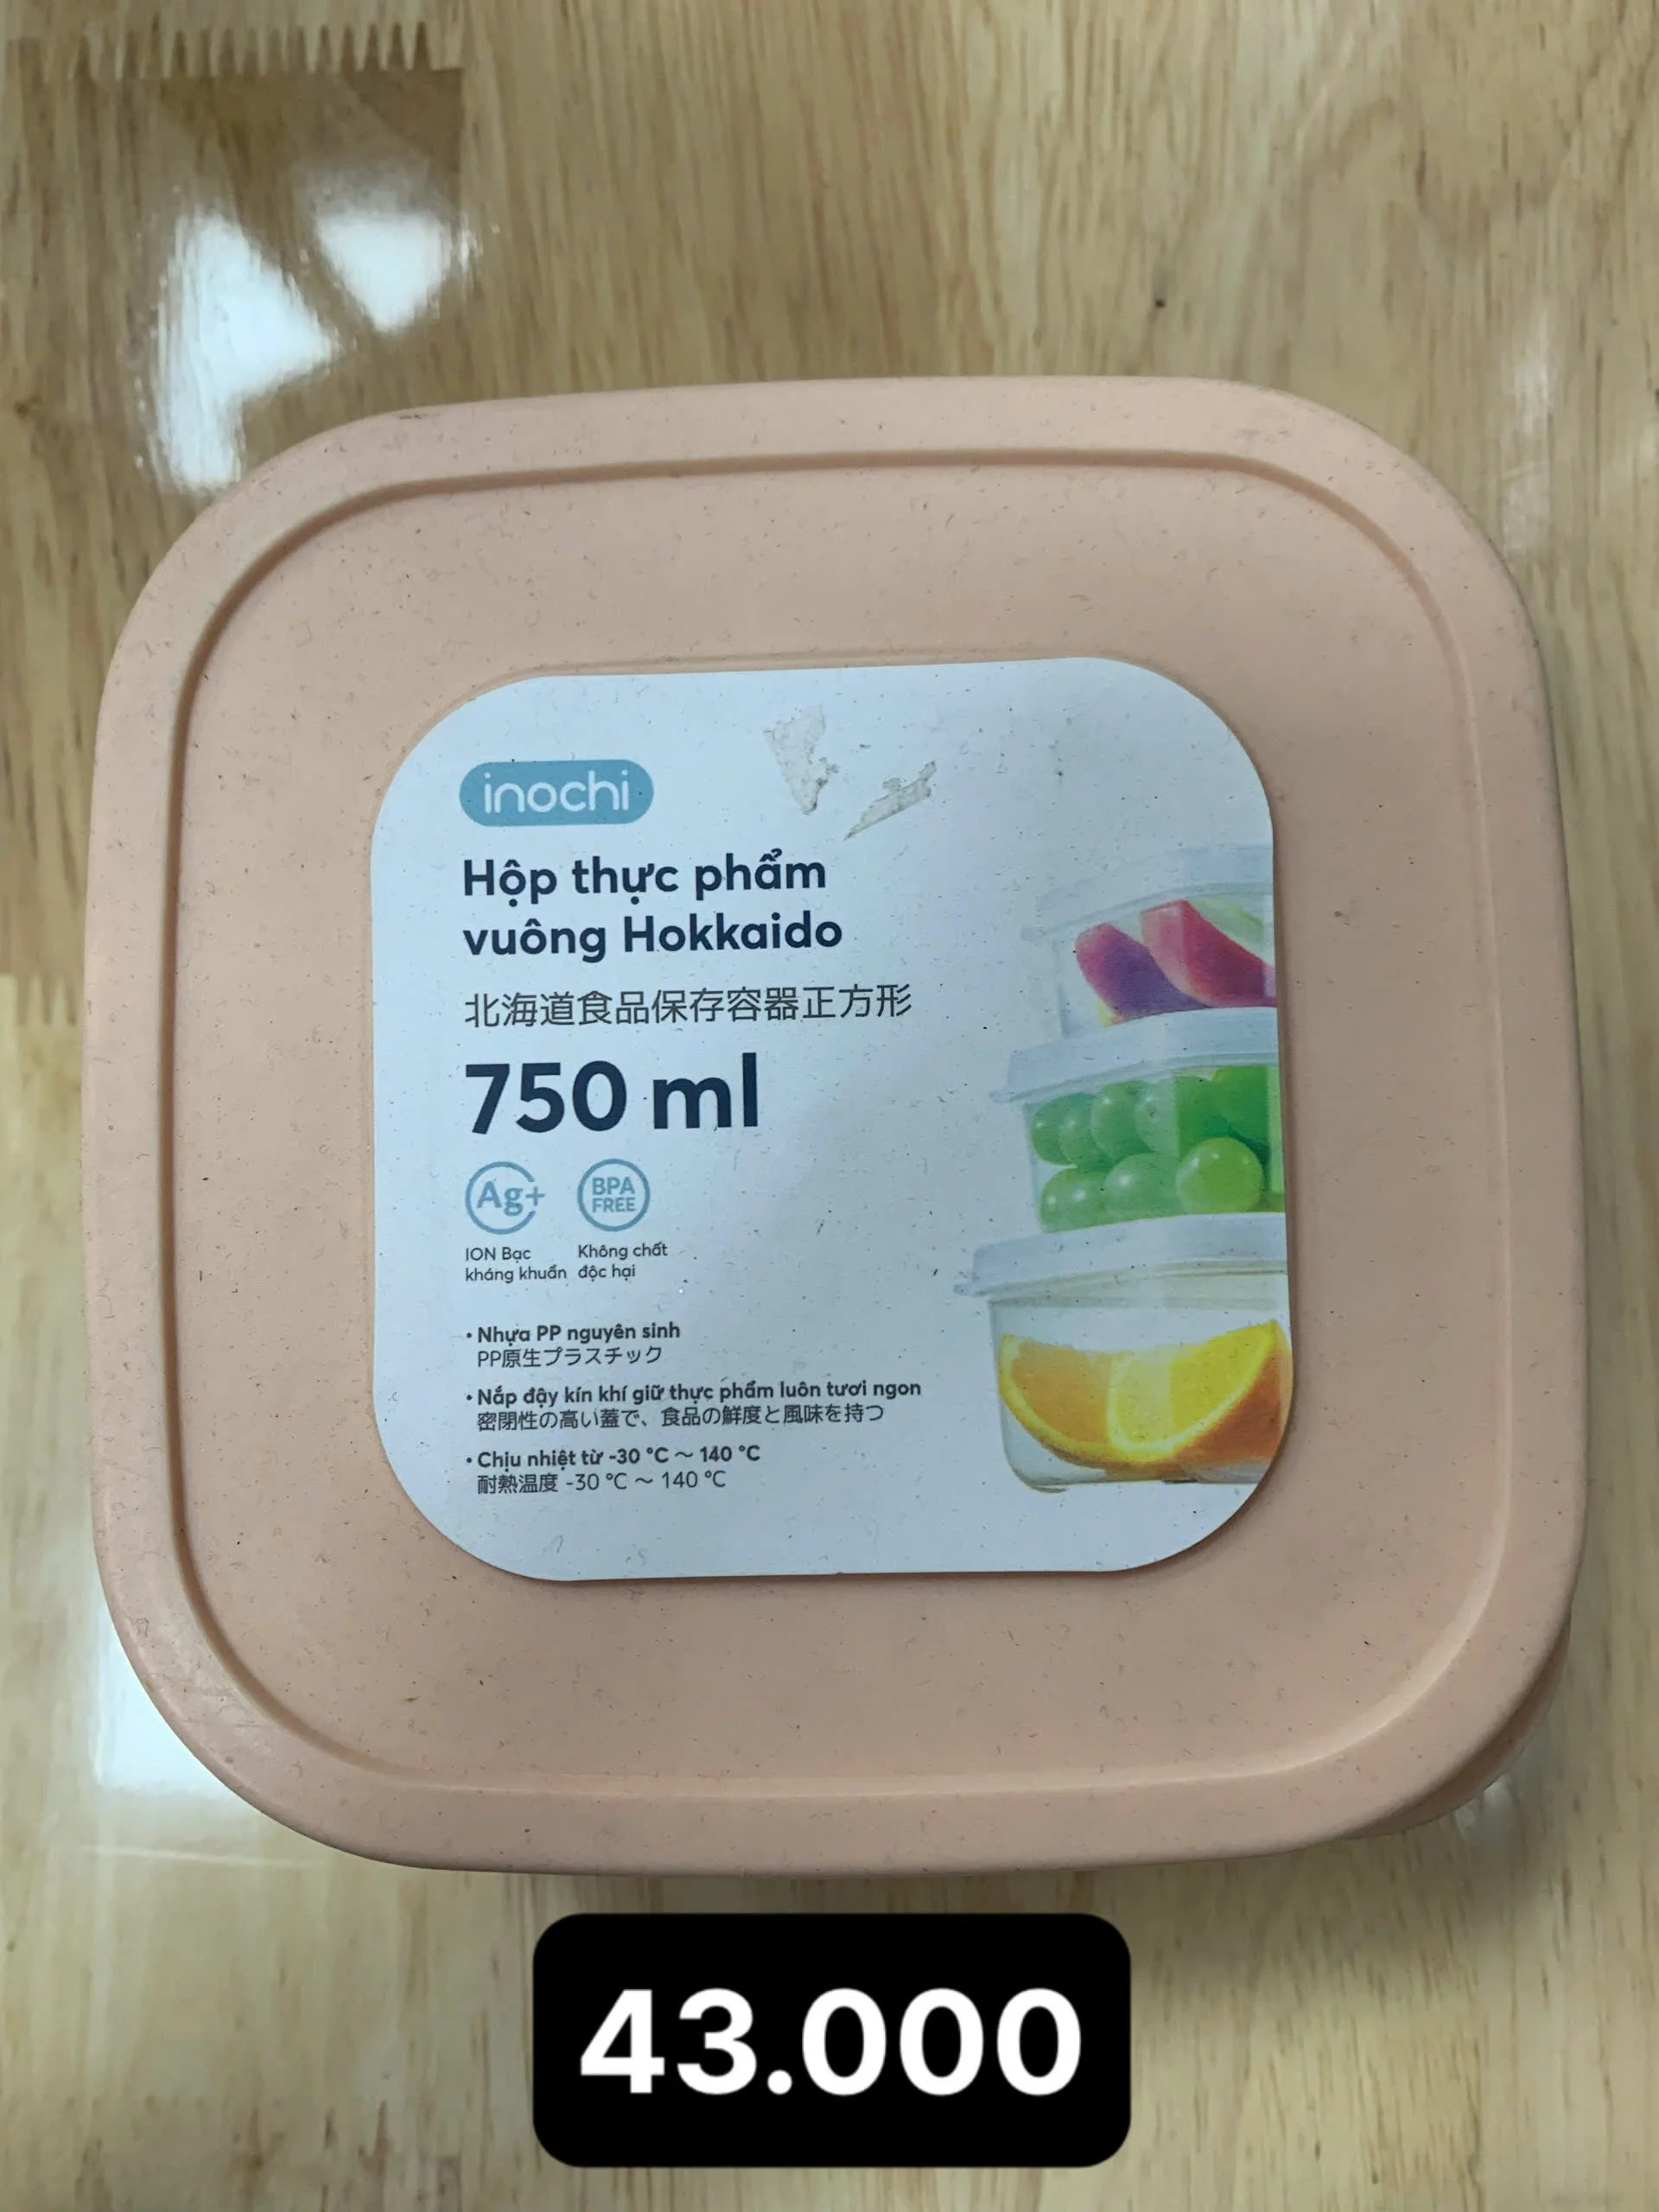 inochi
Hộp thực phẩm
vuông Hokkaido
北海道食品保存容器正方形
750 ml
Ag+
BPA
FREE
ION Bạc
kháng khuẩn
Không chất
độc hại
• Nhựa PP nguyên sinh
PP原生プラスチック
• Nắp đậy kín khí giữ thực phẩm luôn tươi ngon
密閉性の高い蓋で、食品の鮮度と風味を持つ
• Chịu nhiệt từ -30 °C ～ 140 °C
耐熱温度 -30 °C ～ 140 °C
43.000